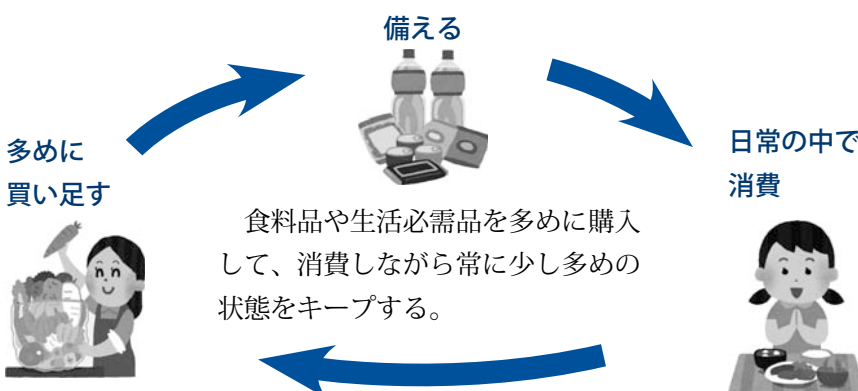 備える
多めに
買い足す
日常の中で
消費
食料品や生活必需品を多めに購入
して、消費しながら常に少し多めの
状態をキープする。